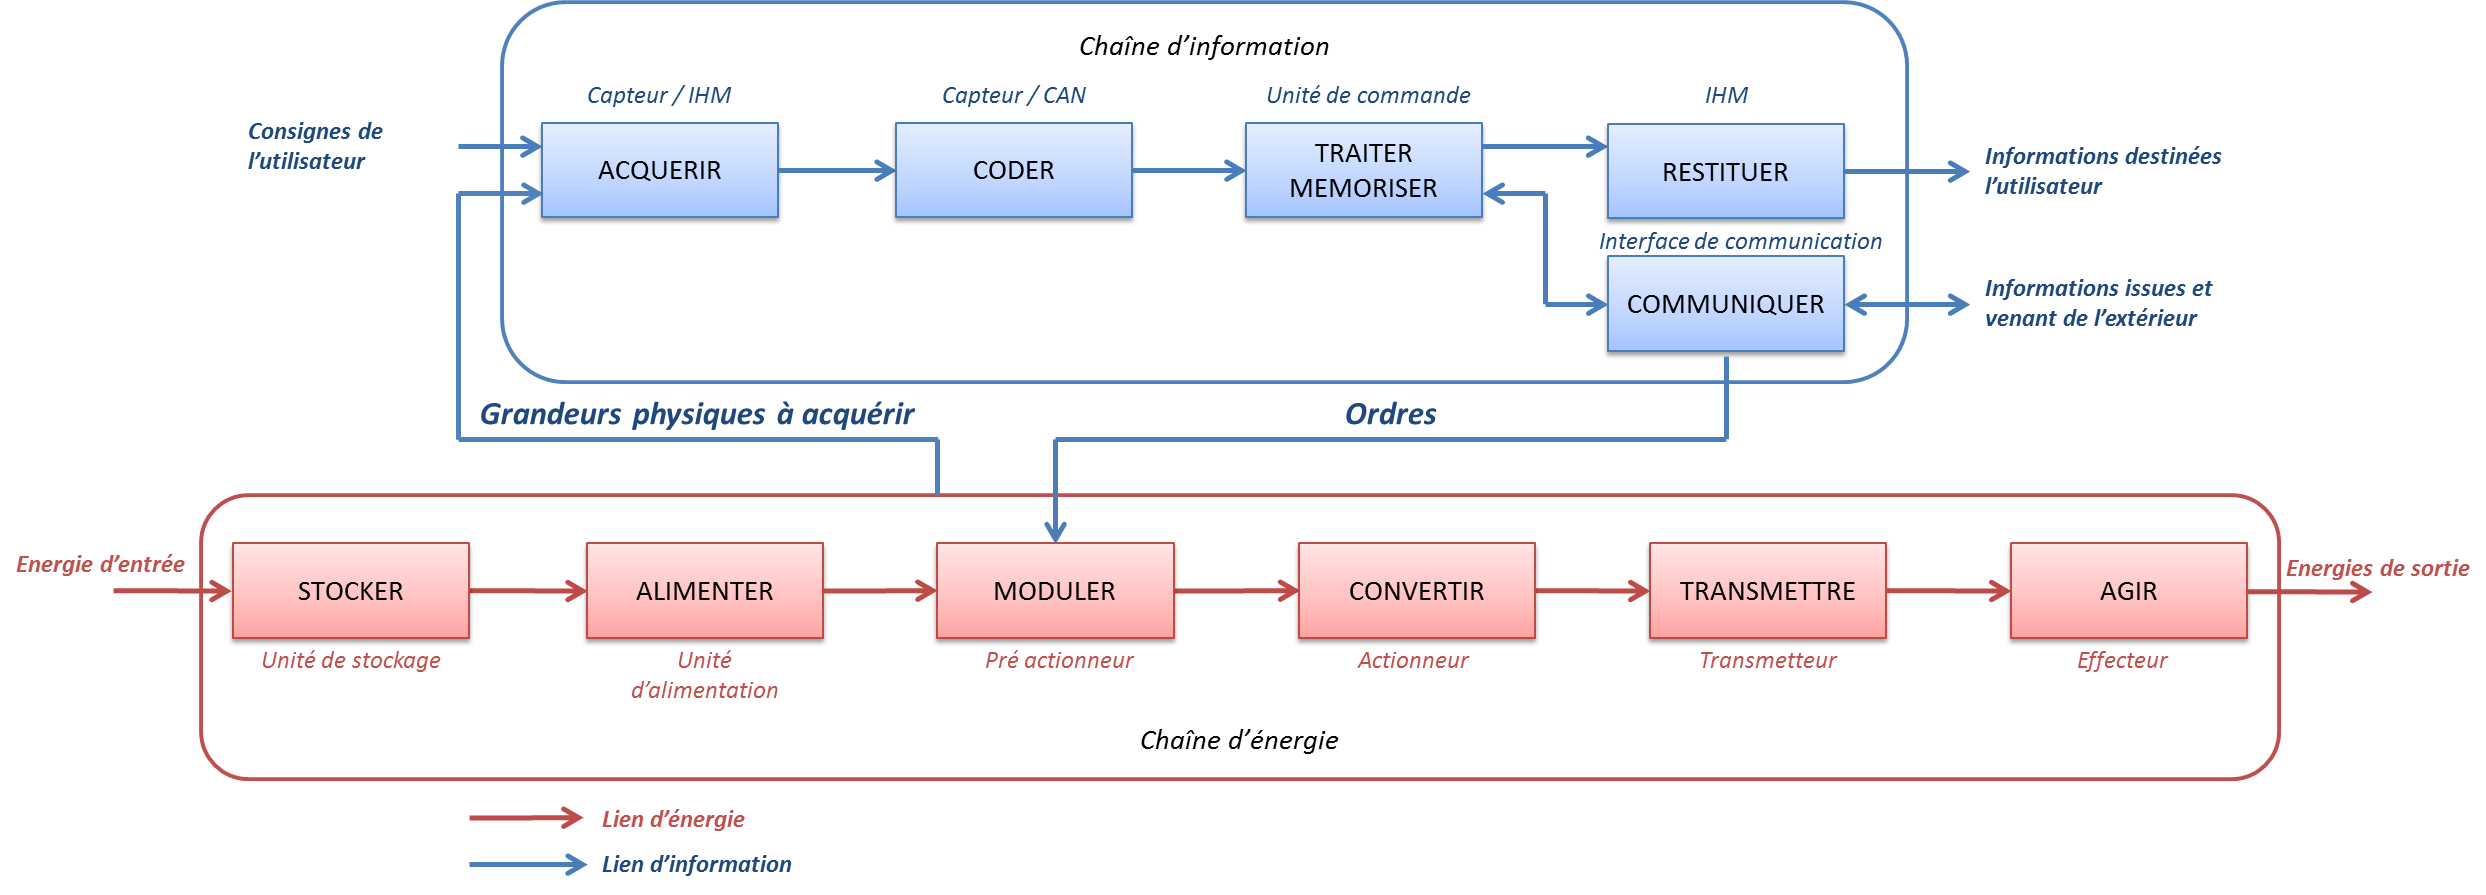 Chaîne d’information
Capteur / IHM
Capteur / CAN
Unité de commande
IHM
Consignes de
l’utilisateur
ACQUERIR
CODER
TRAITER
MEMORISER
RESTITUER
Informations destinées
l’utilisateur
Interface de communication
COMMUNIQUER
Informations issues et
venant de l’extérieur
Grandeurs physiques à acquérir
Ordres
Energie d’entrée
STOCKER
ALIMENTER
MODULER
CONVERTIR
TRANSMETTRE
AGIR
Energies de sortie
Unité de stockage
Unité
d’alimentation
Pré actionneur
Actionneur
Transmetteur
Effecteur
Chaîne d’énergie
Lien d’énergie
Lien d’information